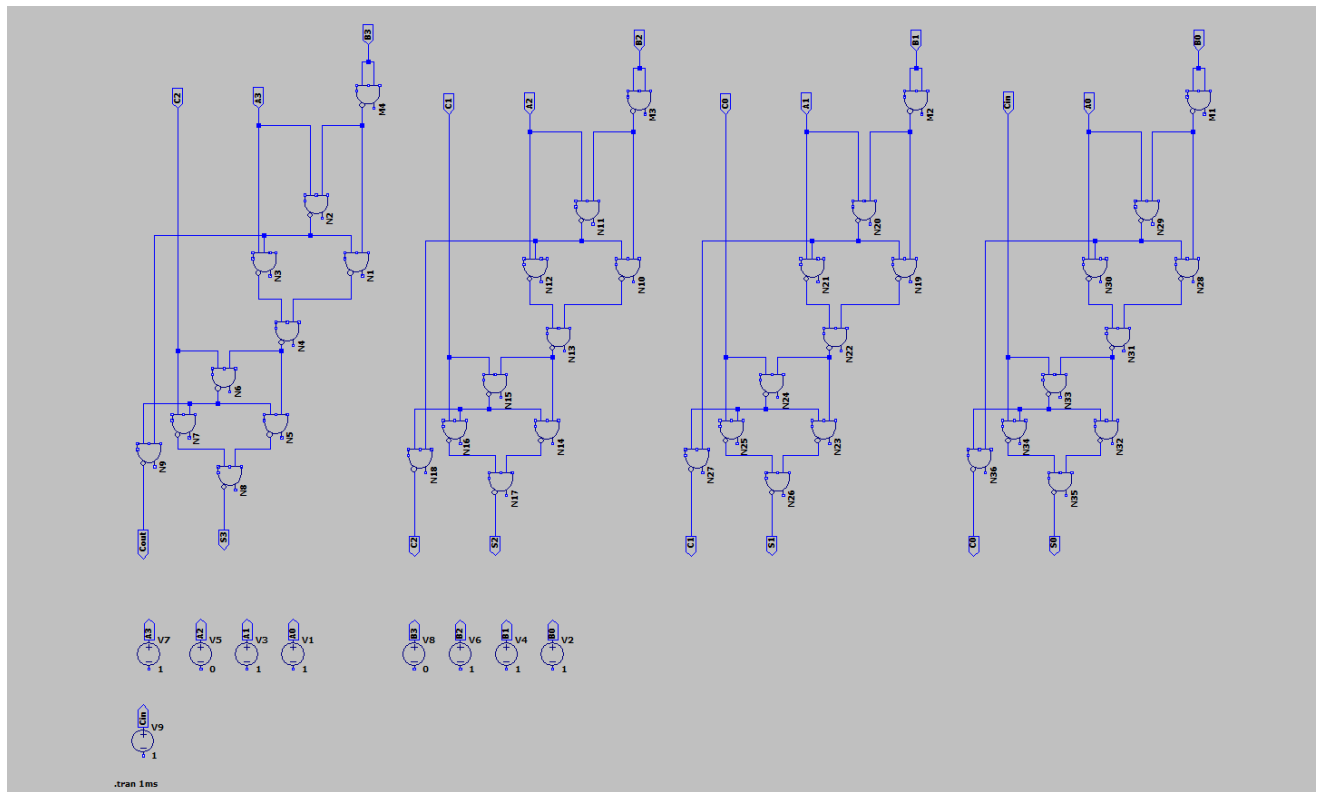 B3
B2
B1
B0
C2
A3
M4
C1
A2
M3
C0
A1
M2
Cin
A0
M1
N2
N11
N20
N29
N3
N1
N12
N10
N21
N19
N30
N28
N4
N13
N22
N31
N6
N15
N24
N33
N7
N5
N16
N14
N25
N23
N34
N32
N9
N8
N18
N17
N27
N26
N36
N35
Cout
S3
C2
S2
C1
S1
C0
S0
A3 V7
1
A2 V5
0
A1 V3
1
A0 V1
1
B3 V8
0
B2 V6
1
B1 V4
1
B0 V2
1
Cin V9
1
.tran 1ms